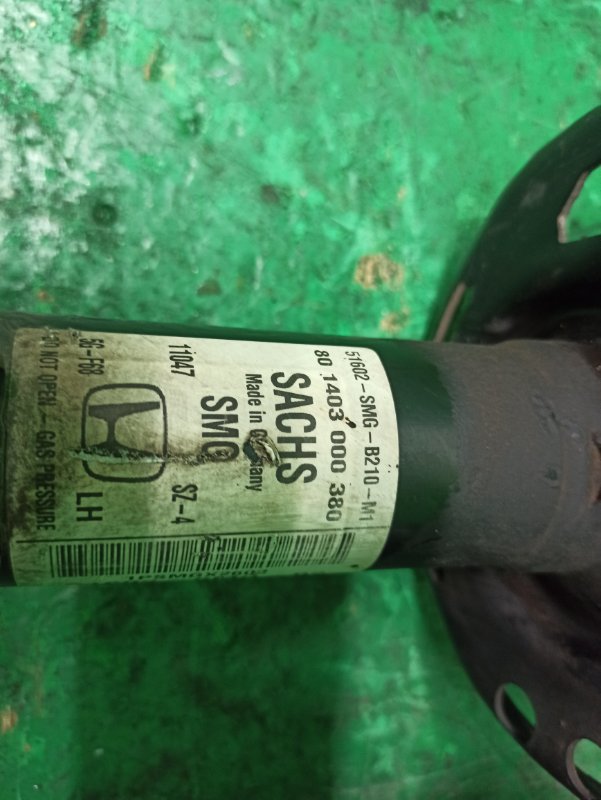 51602-SMG-B210-M1
80 1403 000 380
SACHS
Made in Germany
SMG
11047
SZ-4
LH
DO NOT OPEN - GAS PRESSURE